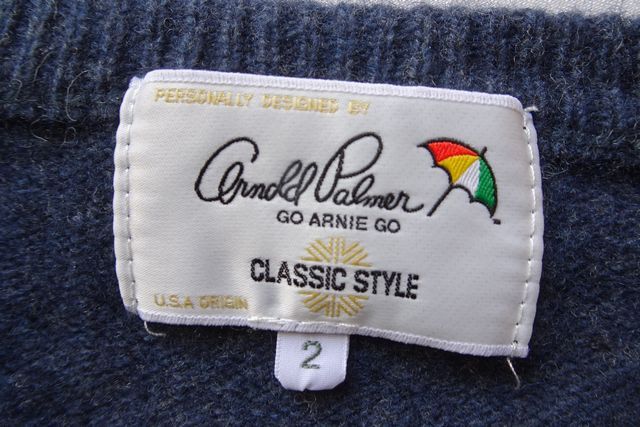 PERSONALLY DESIGNED BY
Arnold Palmer
GO ARNIE GO
CLASSIC STYLE
U.S.A ORIGIN
2